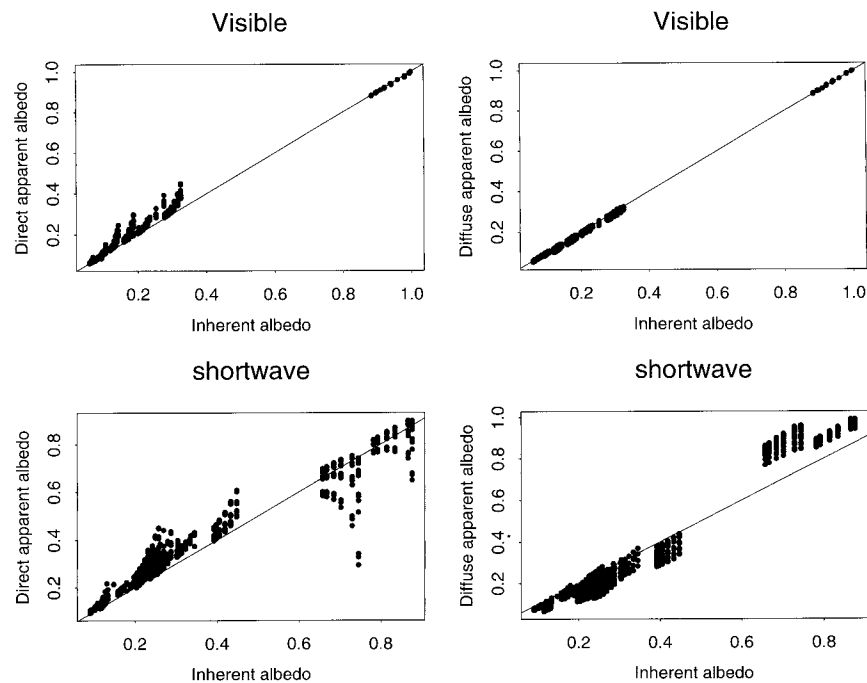 Visible
Direct apparent albedo
1.0
0.8
0.6
0.4
0.2
0.2 0.4 0.6 0.8 1.0
Inherent albedo
Visible
Diffuse apparent albedo
1.0
0.8
0.6
0.4
0.2
0.2 0.4 0.6 0.8 1.0
Inherent albedo
shortwave
Direct apparent albedo
0.8
0.6
0.4
0.2
0.2 0.4 0.6 0.8
Inherent albedo
shortwave
Diffuse apparent albedo
1.0
0.8
0.6
0.4
0.2
0.2 0.4 0.6 0.8
Inherent albedo